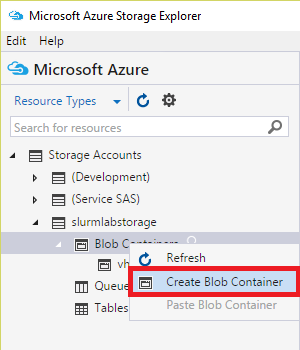 Microsoft Azure Storage Explorer
Edit Help
Microsoft Azure
Resource Types
Search for resources
Storage Accounts
(Development)
(Service SAS)
slurmlabstorage
Blob Containers
Refresh
vh
Create Blob Container
Queue
Paste Blob Container
Tables